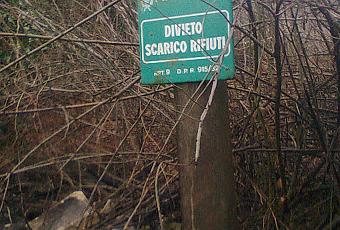 DIVIETO
SCARICO RIFIUTI
ART. 9 D.P.R. 915/82